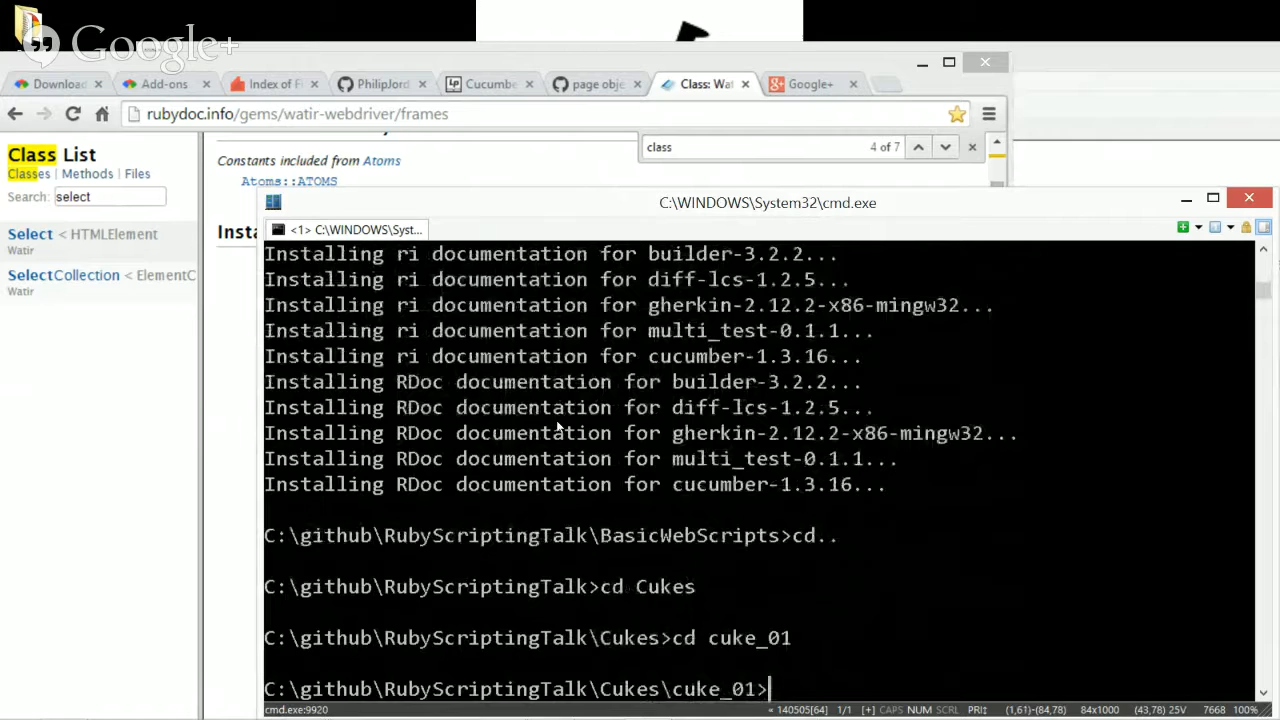 Google+
Download
Add-ons
Index of F
PhilipJord
Cucumbe
page obje
Class: Wat
Google+
rubydoc.info/gems/watir-webdriver/frames
Class List
Classes | Methods | Files
Search: select
Select < HTMLElement
Watir
SelectCollection < ElementC
Watir
Constants included from Atoms
Atoms::ATOMS
class 4 of 7
Insta
C:\WINDOWS\System32\cmd.exe
<1> C:\WINDOWS\Syst...
Installing ri documentation for builder-3.2.2...
Installing ri documentation for diff-lcs-1.2.5...
Installing ri documentation for gherkin-2.12.2-x86-mingw32...
Installing ri documentation for multi_test-0.1.1...
Installing ri documentation for cucumber-1.3.16...
Installing RDoc documentation for builder-3.2.2...
Installing RDoc documentation for diff-lcs-1.2.5...
Installing RDoc documentation for gherkin-2.12.2-x86-mingw32...
Installing RDoc documentation for multi_test-0.1.1...
Installing RDoc documentation for cucumber-1.3.16...
C:\github\RubyScriptingTalk\BasicWebScripts>cd..
C:\github\RubyScriptingTalk>cd Cukes
C:\github\RubyScriptingTalk\Cukes>cd cuke_01
C:\github\RubyScriptingTalk\Cukes\cuke_01>
cmd.exe:9920 « 140505[64] 1/1 [+] CAPS NUM SCRL PRI↕ (1,61)-(84,78) 84x1000 (43,78) 25V 7668 100%